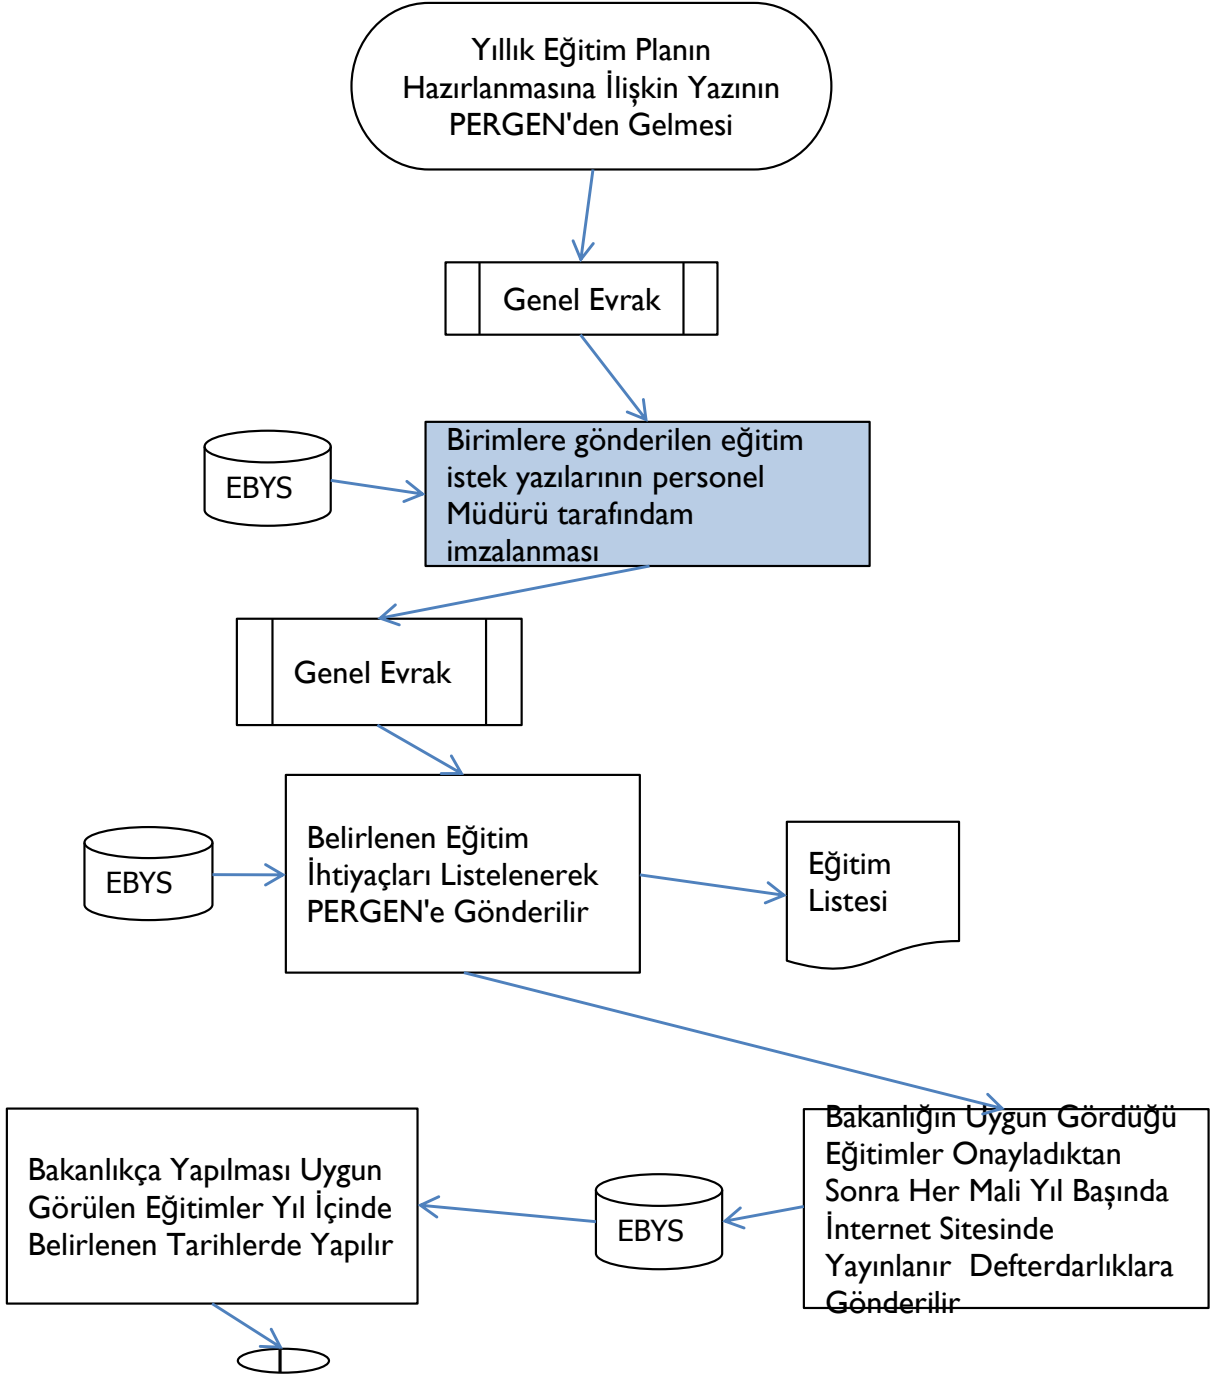 Yıllık Eğitim Planın
Hazırlanmasına İlişkin Yazının
PERGEN'den Gelmesi
Genel Evrak
EBYS
Birimlere gönderilen eğitim
istek yazılarının personel
Müdürü tarafındam
imzalanması
Genel Evrak
EBYS
Belirlenen Eğitim
İhtiyaçları Listelenerek
PERGEN'e Gönderilir
Eğitim
Listesi
Bakanlığın Uygun Gördüğü
Eğitimler Onayladıktan
Sonra Her Mali Yıl Başında
İnternet Sitesinde
Yayınlanır Defterdarlıklara
Gönderilir
EBYS
Bakanlıkça Yapılması Uygun
Görülen Eğitimler Yıl İçinde
Belirlenen Tarihlerde Yapılır